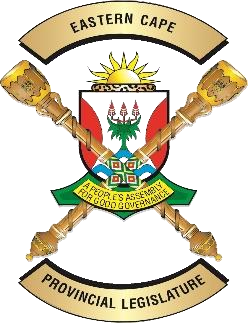 EASTERN CAPE
A PEOPLE'S ASSEMBLY
FOR GOOD GOVERNANCE
PROVINCIAL LEGISLATURE